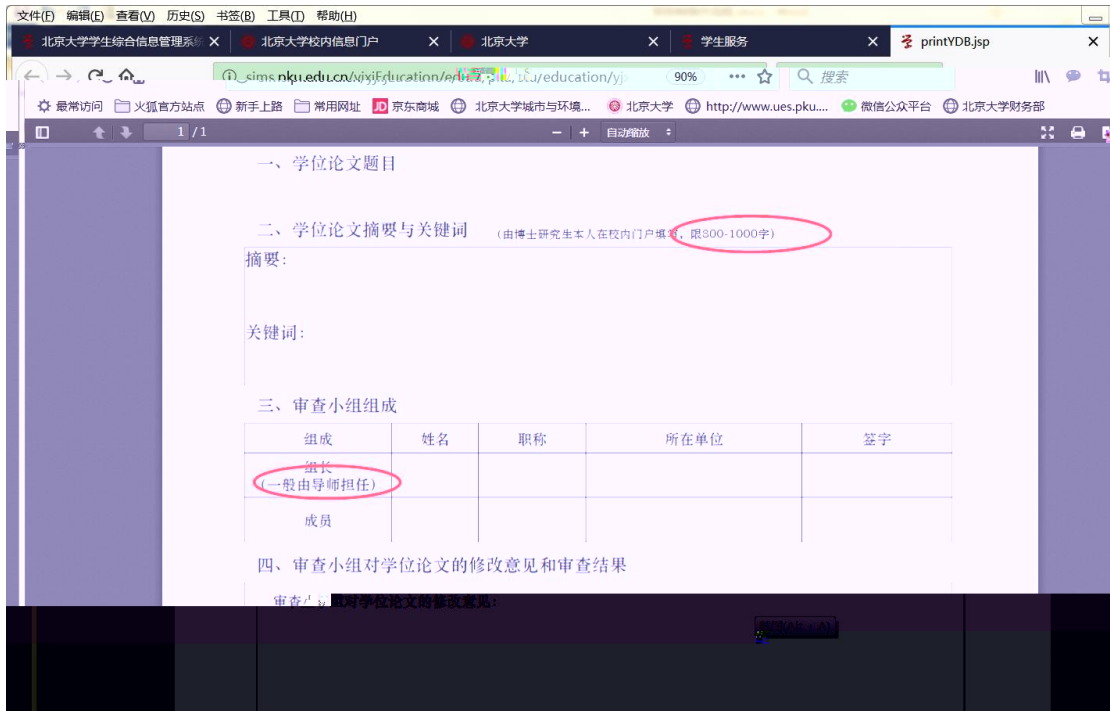 文件(F) 编辑(E) 查看(V) 历史(S) 书签(B) 工具(T) 帮助(H)
北京大学学生综合信息管理系统 北京大学校内信息门户 北京大学 学生服务 printYDB.jsp
sims.pku.edu.cn/ 90% 搜索
最常访问 火狐官方站点 新手上路 常用网址 JD 京东商城 北京大学城市与环境... 北京大学 http://www.ues.pku.... 微信公众平台 北京大学财务部
1 / 1 自动缩放
一、学位论文题目
二、学位论文摘要与关键词 (由博士研究生本人在校内门户填写，限800-1000字)
摘要:
关键词:
三、审查小组组成
组成 姓名 职称 所在单位 签字
组长
(一般由导师担任)
成员
四、审查小组对学位论文的修改意见和审查结果
审查小组对学位论文的修改意见: